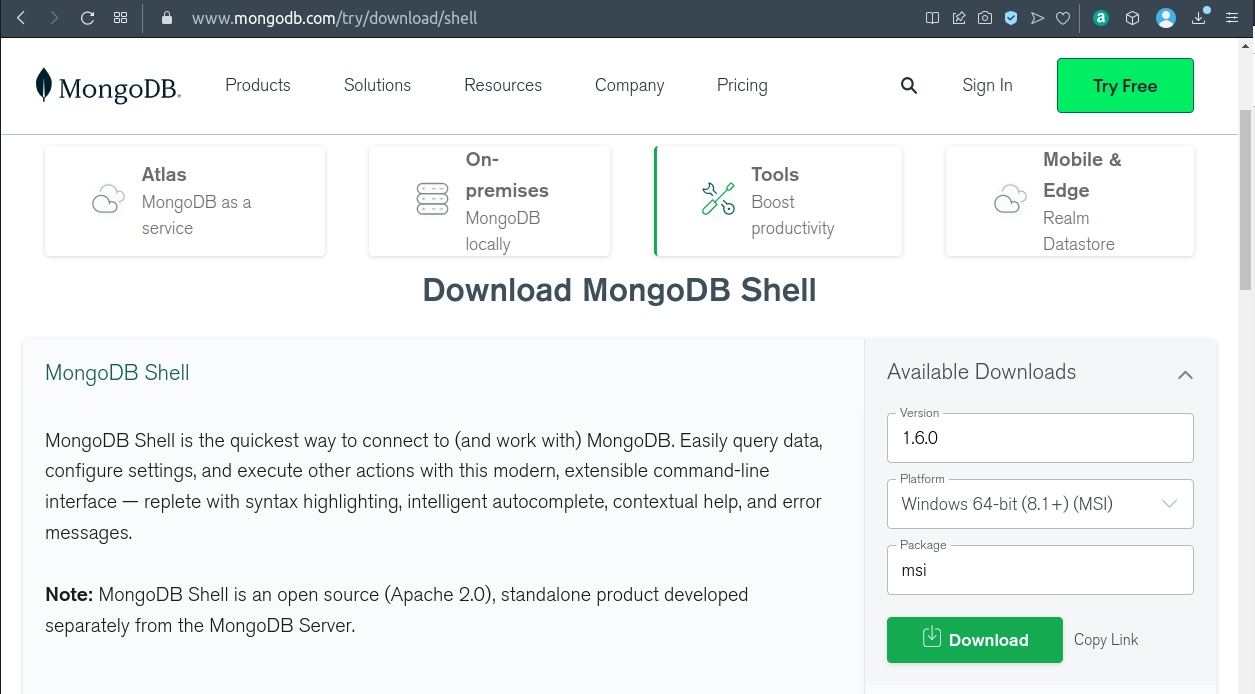 www.mongodb.com/try/download/shell
MongoDB.
Products
Solutions
Resources
Company
Pricing
Sign In
Try Free
Atlas
MongoDB as a
service
On-
premises
MongoDB
locally
Tools
Boost
productivity
Mobile &
Edge
Realm
Datastore
Download MongoDB Shell
MongoDB Shell
MongoDB Shell is the quickest way to connect to (and work with) MongoDB. Easily query data,
configure settings, and execute other actions with this modern, extensible command-line
interface — replete with syntax highlighting, intelligent autocomplete, contextual help, and error
messages.
Note: MongoDB Shell is an open source (Apache 2.0), standalone product developed
separately from the MongoDB Server.
Available Downloads
Version
1.6.0
Platform
Windows 64-bit (8.1+) (MSI)
Package
msi
Download
Copy Link